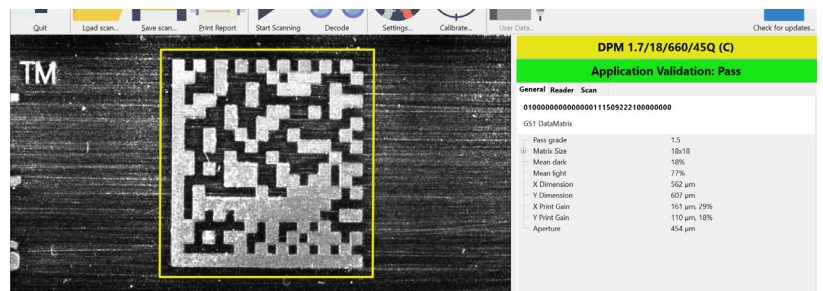 Quit Load scan... Save scan... Print Report Start Scanning Decode Settings... Calibrate... User Data... Check for updates...
TM
DPM 1.7/18/660/45Q (C)
Application Validation: Pass
General Reader Scan
01000000000000000111509222100000000
GS1 DataMatrix
Pass grade 1.5
Matrix Size 18x18
Mean dark 18%
Mean light 77%
X Dimension 562 µm
Y Dimension 607 µm
X Print Gain 161 µm, 29%
Y Print Gain 110 µm, 18%
Aperture 454 µm